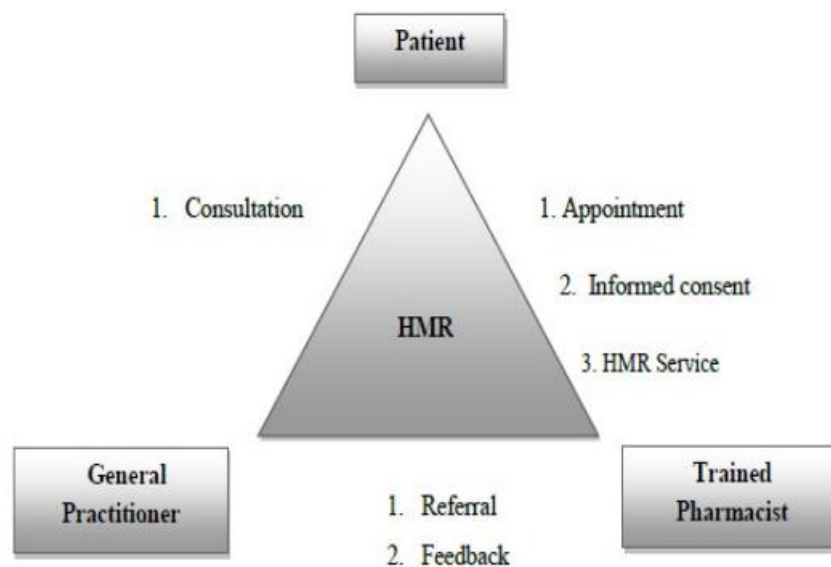 Patient
1. Consultation
1. Appointment
2. Informed consent
HMR
3. HMR Service
General
Practitioner
Trained
Pharmacist
1. Referral
2. Feedback